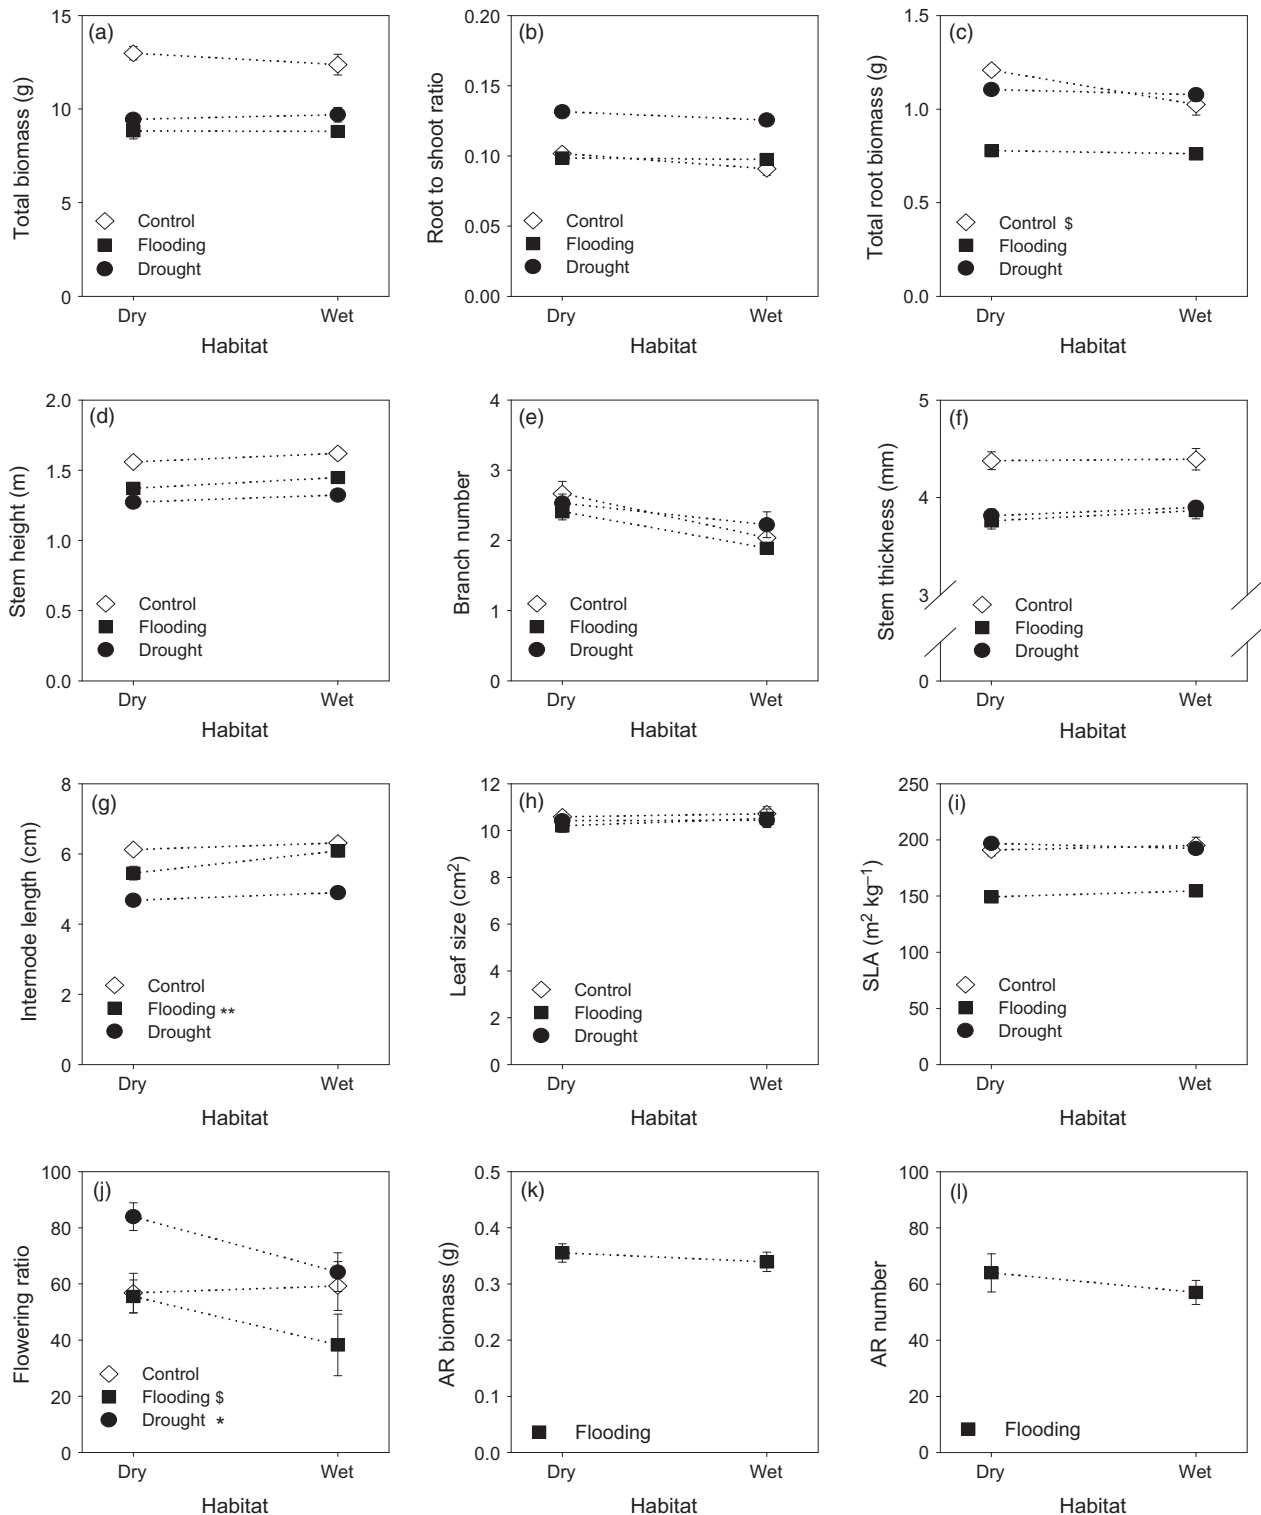 (a)
Total biomass (g)
15
10
5
0
Control
Flooding
Drought
Dry
Wet
Habitat
(b)
Root to shoot ratio
0.20
0.15
0.10
0.05
0.00
Control
Flooding
Drought
Dry
Wet
Habitat
(c)
Total root biomass (g)
1.5
1.0
0.5
0.0
Control $
Flooding
Drought
Dry
Wet
Habitat
(d)
Stem height (m)
2.0
1.5
1.0
0.5
0.0
Control
Flooding
Drought
Dry
Wet
Habitat
(e)
Branch number
4
3
2
1
0
Control
Flooding
Drought
Dry
Wet
Habitat
(f)
Stem thickness (mm)
5
4
3
0
Control
Flooding
Drought
Dry
Wet
Habitat
(g)
Internode length (cm)
8
6
4
2
0
Control
Flooding **
Drought
Dry
Wet
Habitat
(h)
Leaf size (cm²)
12
10
8
6
4
2
0
Control
Flooding
Drought
Dry
Wet
Habitat
(i)
SLA (m² kg⁻¹)
250
200
150
100
50
0
Control
Flooding
Drought
Dry
Wet
Habitat
(j)
Flowering ratio
100
80
60
40
20
0
Control
Flooding $
Drought *
Dry
Wet
Habitat
(k)
AR biomass (g)
0.5
0.4
0.3
0.2
0.1
0.0
Flooding
Dry
Wet
Habitat
(l)
AR number
100
80
60
40
20
0
Flooding
Dry
Wet
Habitat